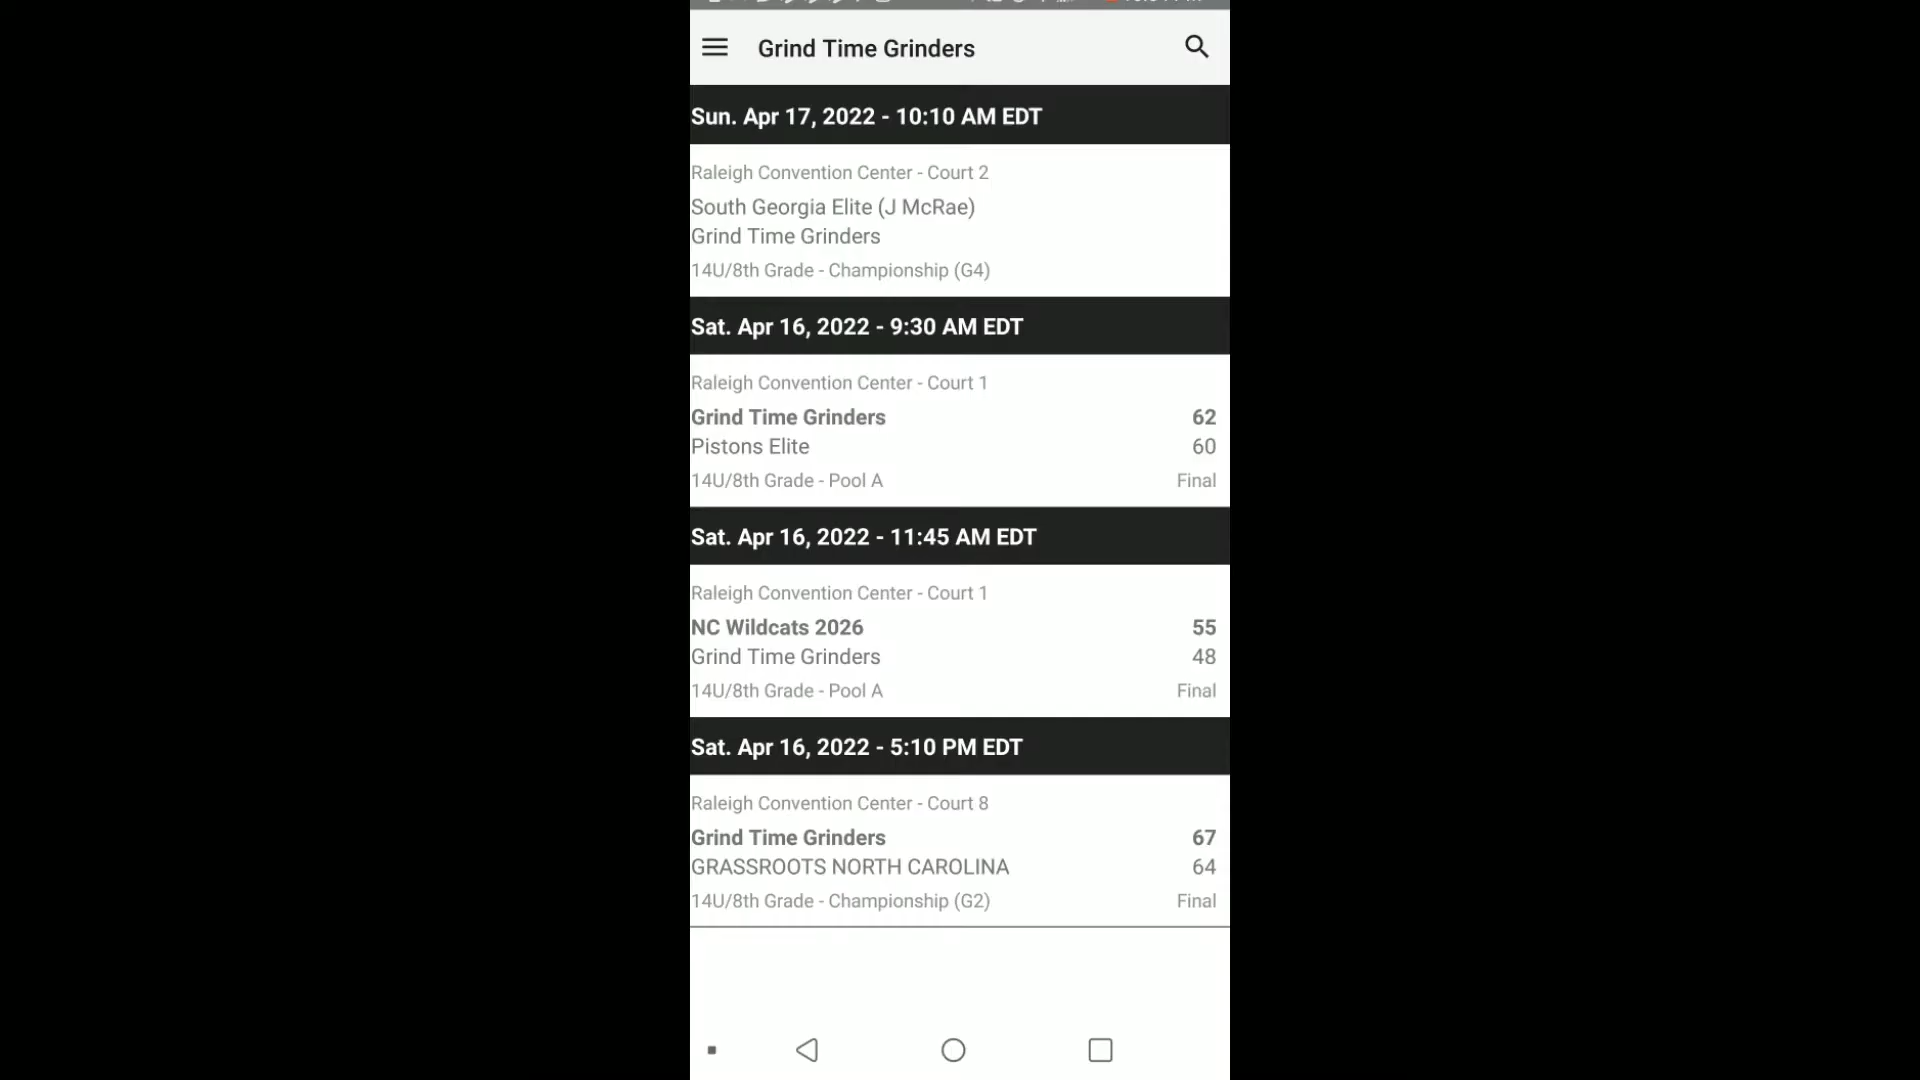 Grind Time Grinders
Sun. Apr 17, 2022 - 10:10 AM EDT
Raleigh Convention Center - Court 2
South Georgia Elite (J McRae)
Grind Time Grinders
14U/8th Grade - Championship (G4)
Sat. Apr 16, 2022 - 9:30 AM EDT
Raleigh Convention Center - Court 1
Grind Time Grinders 62
Pistons Elite 60
14U/8th Grade - Pool A Final
Sat. Apr 16, 2022 - 11:45 AM EDT
Raleigh Convention Center - Court 1
NC Wildcats 2026 55
Grind Time Grinders 48
14U/8th Grade - Pool A Final
Sat. Apr 16, 2022 - 5:10 PM EDT
Raleigh Convention Center - Court 8
Grind Time Grinders 67
GRASSROOTS NORTH CAROLINA 64
14U/8th Grade - Championship (G2) Final